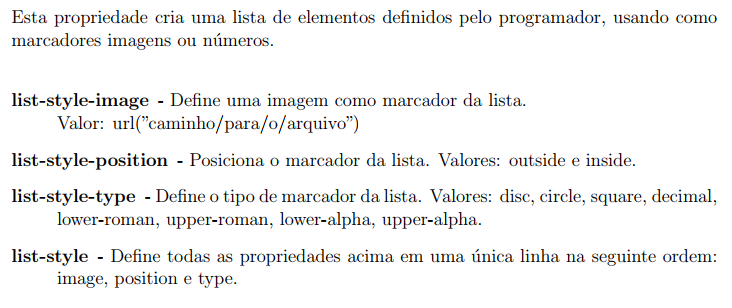 Esta propriedade cria uma lista de elementos definidos pelo programador, usando como
marcadores imagens ou números.
list-style-image - Define uma imagem como marcador da lista.
Valor: url(”caminho/para/o/arquivo”)
list-style-position - Posiciona o marcador da lista. Valores: outside e inside.
list-style-type - Define o tipo de marcador da lista. Valores: disc, circle, square, decimal,
lower-roman, upper-roman, lower-alpha, upper-alpha.
list-style - Define todas as propriedades acima em uma única linha na seguinte ordem:
image, position e type.